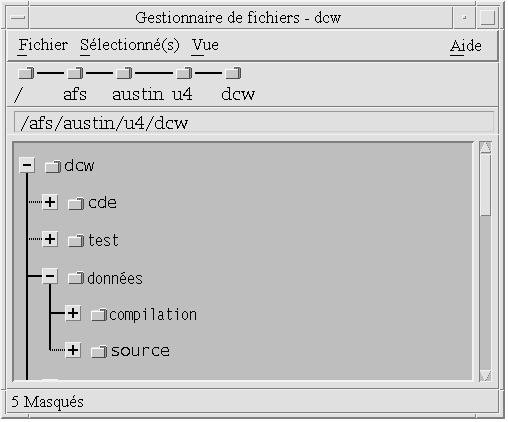 Gestionnaire de fichiers - dcw
Fichier Sélectionné(s) Vue Aide
/ afs austin u4 dcw
/afs/austin/u4/dcw
dcw
cde
test
données
compilation
source
5 Masqués